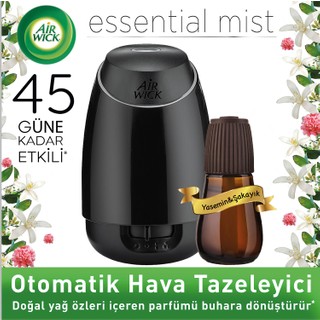 AIR WICK
essential mist
45
GÜNE
KADAR
ETKİLİ*
AIR WICK
Yasemin&Şakayık
Otomatik Hava Tazeleyici
Doğal yağ özleri içeren parfümü buhara dönüştürür*